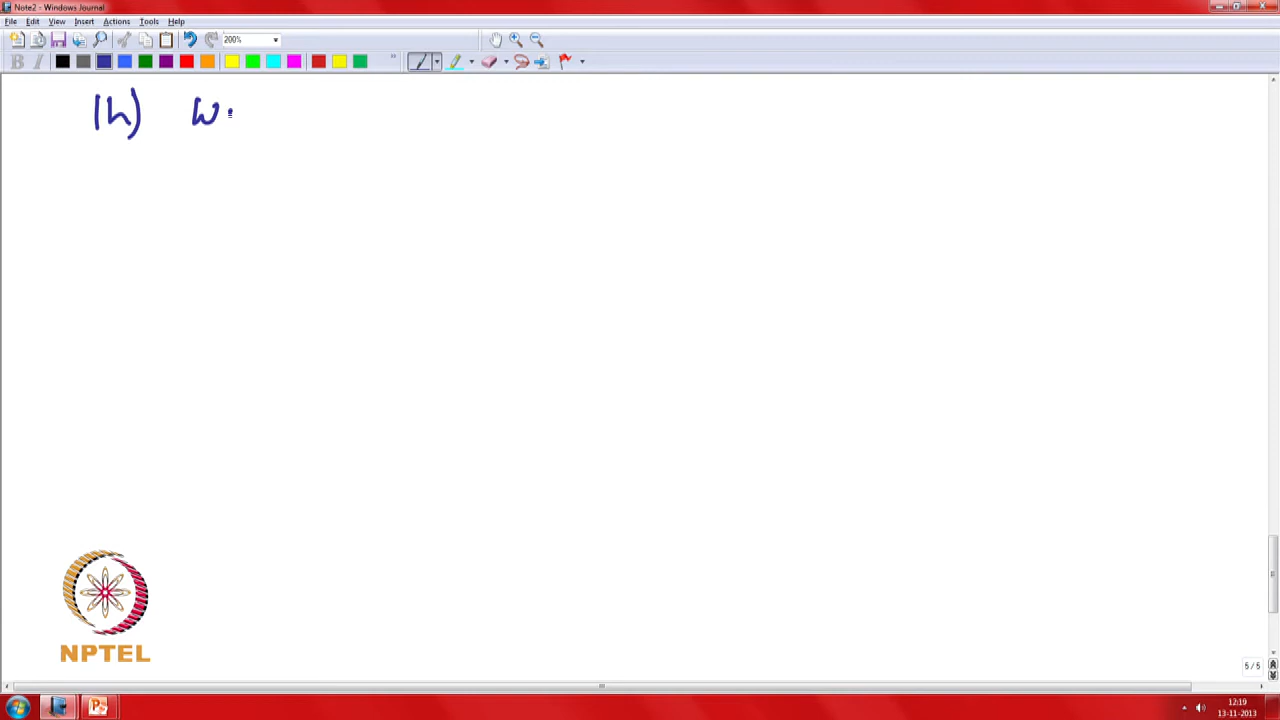 Note2 - Windows Journal
File Edit View Insert Actions Tools Help
200%
B I
(h) W
NPTEL
5/5
12:19
13-11-2013